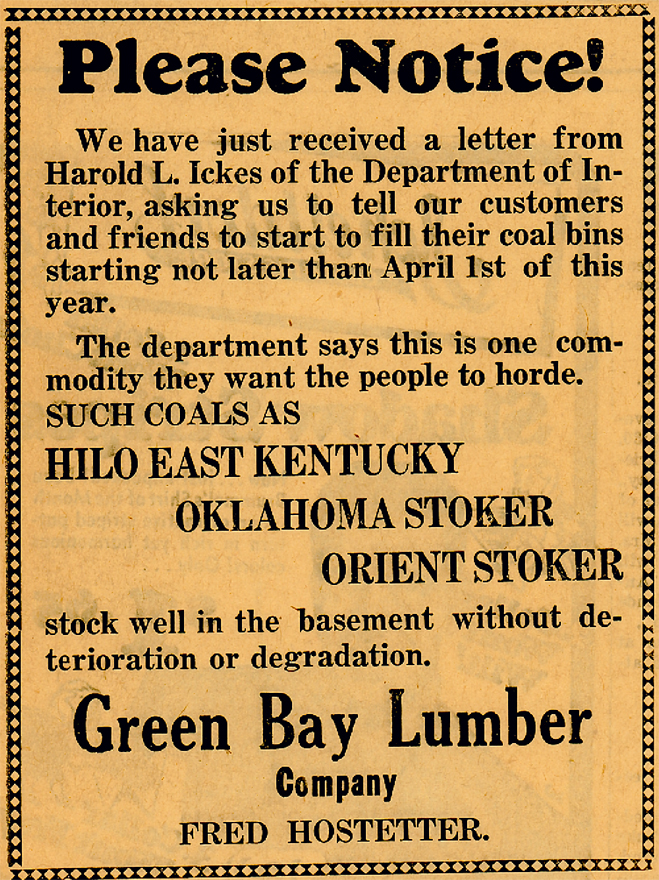 Please Notice!
We have just received a letter from
Harold L. Ickes of the Department of In-
terior, asking us to tell our customers
and friends to start to fill their coal bins
starting not later than April 1st of this
year.
The department says this is one com-
modity they want the people to horde.
SUCH COALS AS
HILO EAST KENTUCKY
OKLAHOMA STOKER
ORIENT STOKER
stock well in the basement without de-
terioration or degradation.
Green Bay Lumber
Company
FRED HOSTETTER.